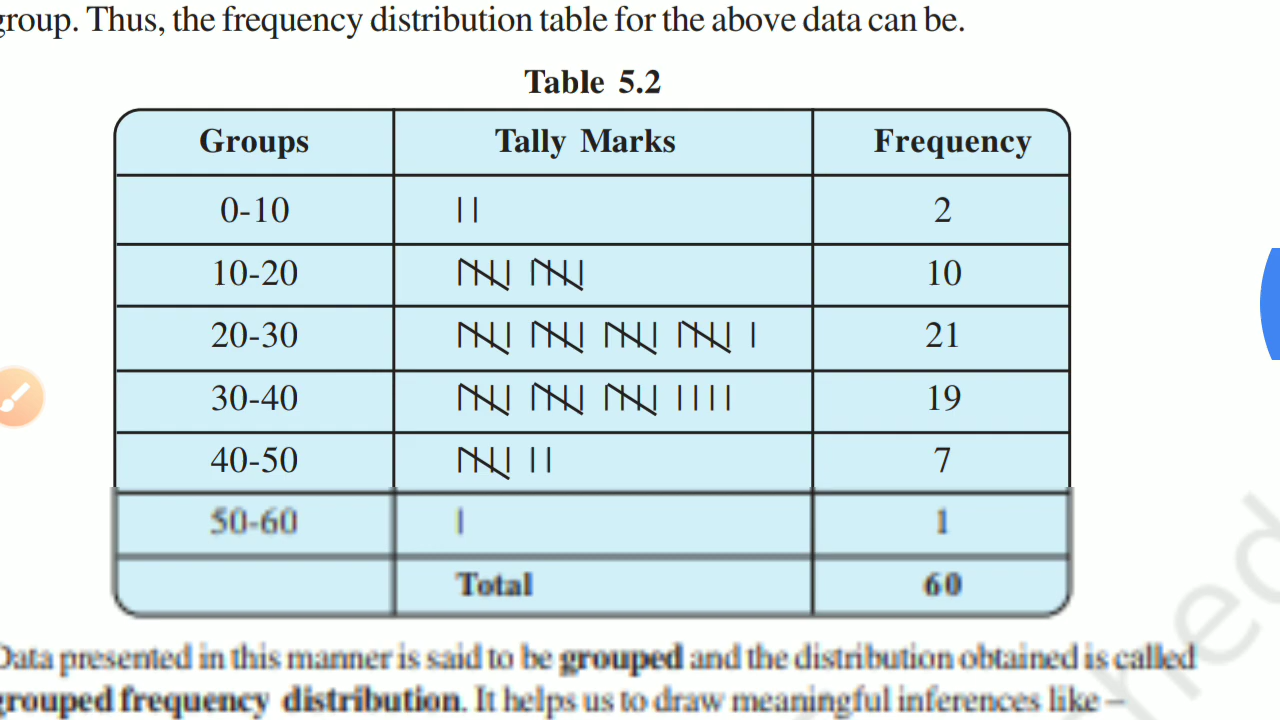 group. Thus, the frequency distribution table for the above data can be.
Table 5.2
Groups Tally Marks Frequency
0-10 || 2
10-20 10
20-30 21
30-40 19
40-50 7
50-60 | 1
Total 60
Data presented in this manner is said to be grouped and the distribution obtained is called
grouped frequency distribution. It helps us to draw meaningful inferences like –